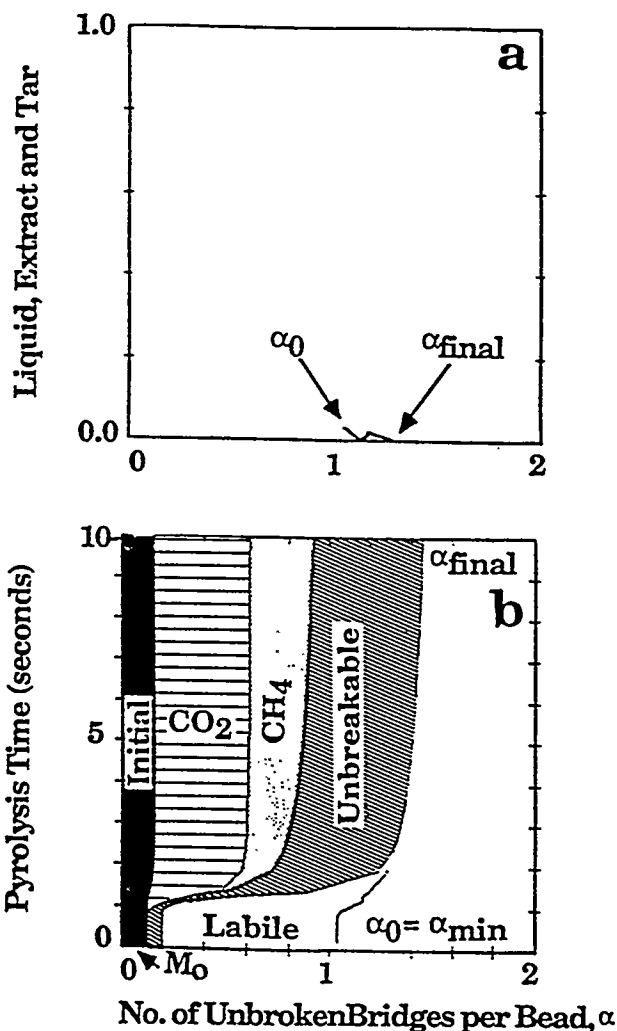 1.0
a
Liquid, Extract and Tar
α0
αfinal
0.0
0
1
2
10
αfinal
b
Pyrolysis Time (seconds)
Initial
CO2
CH4
Unbreakable
5
Labile
α0 = αmin
0
0
Mo
1
2
No. of UnbrokenBridges per Bead, α